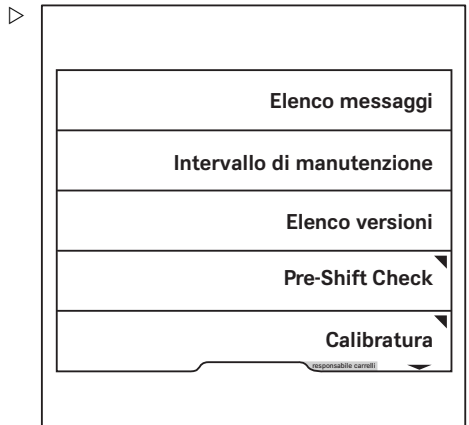 Elenco messaggi
Intervallo di manutenzione
Elenco versioni
Pre-Shift Check
Calibratura
responsabile carrelli